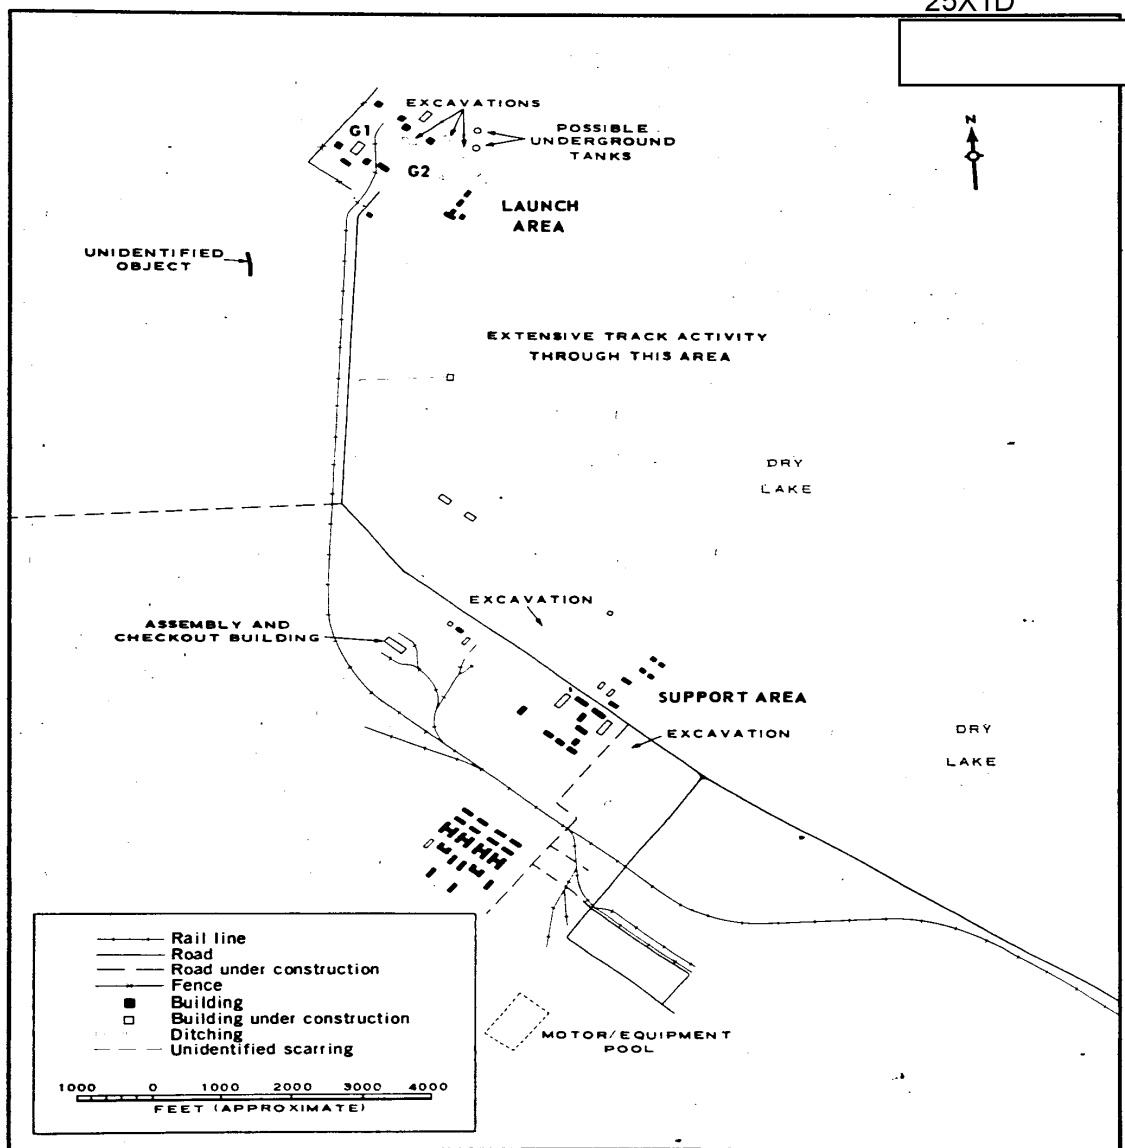 25X1D
EXCAVATIONS
G1
POSSIBLE
UNDERGROUND
TANKS
N
G2
LAUNCH
AREA
UNIDENTIFIED
OBJECT
EXTENSIVE TRACK ACTIVITY
THROUGH THIS AREA
DRY
LAKE
EXCAVATION
ASSEMBLY AND
CHECKOUT BUILDING
SUPPORT AREA
EXCAVATION
DRY
LAKE
Rail line
Road
Road under construction
Fence
Building
Building under construction
Ditching
Unidentified scarring
1000 0 1000 2000 3000 4000
FEET (APPROXIMATE)
MOTOR/EQUIPMENT
POOL